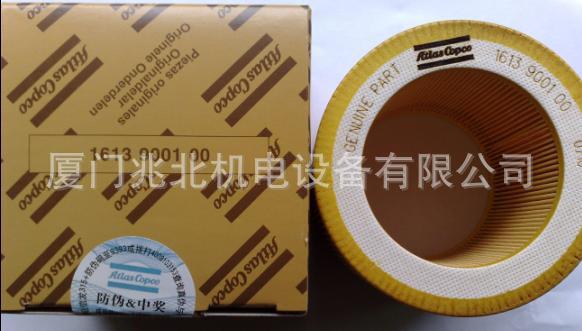 Atlas Copco
Piezas originales
Originaldelar
Originele Onderdelen
1613 9001 00
厦门兆北机电设备有限公司
Atlas Copco
防伪&中奖
GENUINE PART
Atlas Copco
1613 9001 00